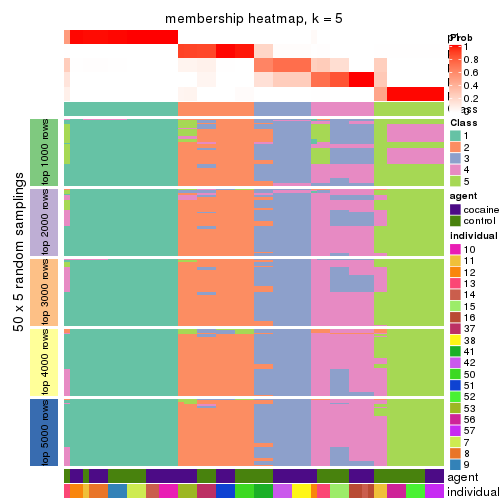 membership heatmap, k = 5
50 x 5 random samplings
top 1000 rows
top 2000 rows
top 3000 rows
top 4000 rows
top 5000 rows
Prob
1
0.8
0.6
0.4
0.2
0
Class
1
2
3
4
5
agent
cocaine
control
individual
10
11
12
13
14
15
16
37
38
41
42
50
51
52
53
56
57
7
8
9
agent
individual